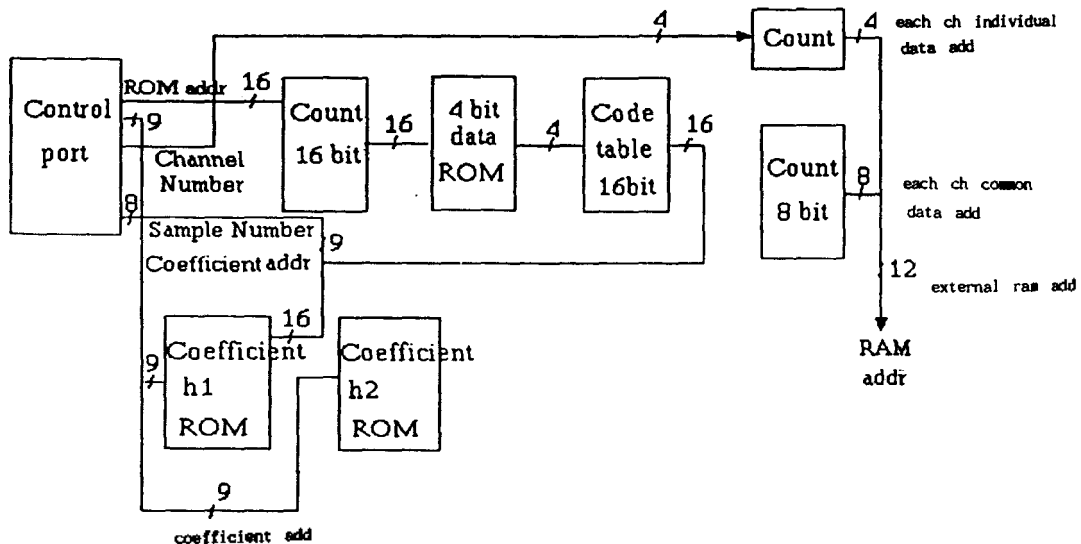 4
Count
4
each ch individual
data add
Control
port
ROM addr
16
9
Channel
Number
8
Sample Number
Coefficient addr
Count
16 bit
16
4 bit
data
ROM
4
Code
table
16bit
16
Count
8 bit
8
each ch common
data add
12
external ram add
RAM
addr
9
16
9
Coefficient
h1
ROM
Coefficient
h2
ROM
9
coefficient add